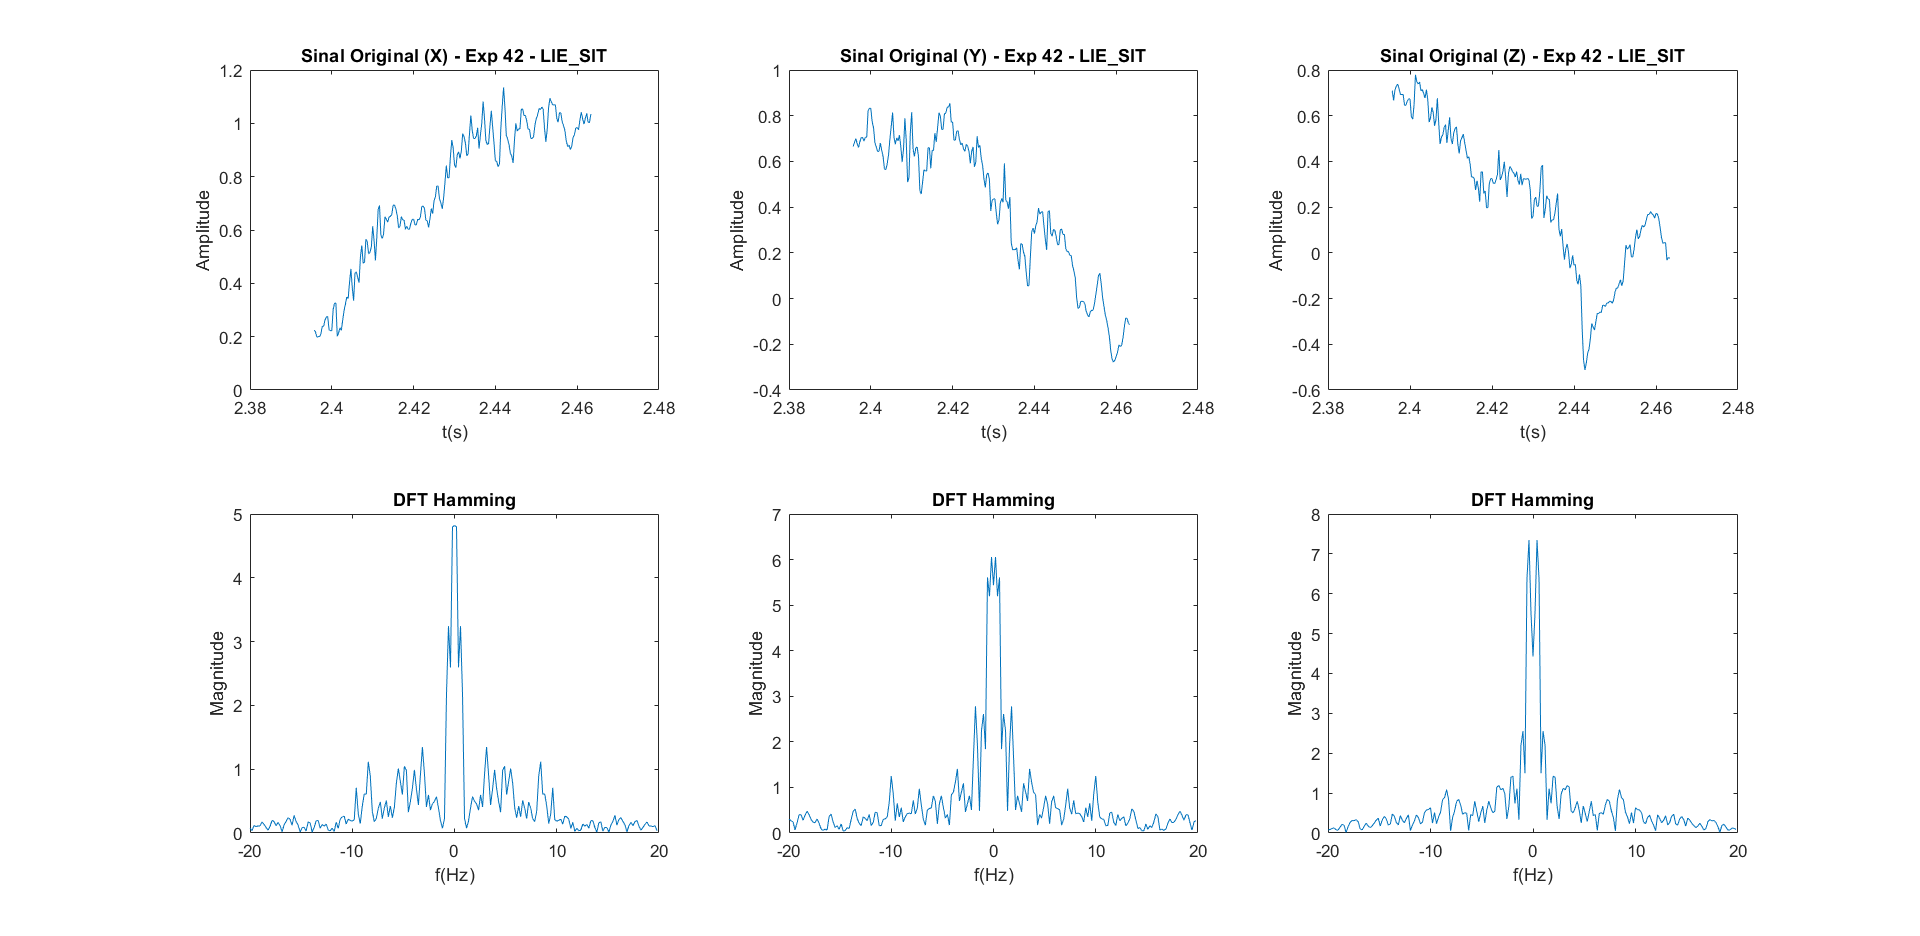 Sinal Original (X) - Exp 42 - LIE_SIT
1.2
1
0.8
0.6
0.4
0.2
0
Amplitude
2.38 2.4 2.42 2.44 2.46 2.48
t(s)
Sinal Original (Y) - Exp 42 - LIE_SIT
1
0.8
0.6
0.4
0.2
0
-0.2
-0.4
Amplitude
2.38 2.4 2.42 2.44 2.46 2.48
t(s)
Sinal Original (Z) - Exp 42 - LIE_SIT
0.8
0.6
0.4
0.2
0
-0.2
-0.4
-0.6
Amplitude
2.38 2.4 2.42 2.44 2.46 2.48
t(s)
DFT Hamming
5
4
3
2
1
0
Magnitude
-20 -10 0 10 20
f(Hz)
DFT Hamming
7
6
5
4
3
2
1
0
Magnitude
-20 -10 0 10 20
f(Hz)
DFT Hamming
8
7
6
5
4
3
2
1
0
Magnitude
-20 -10 0 10 20
f(Hz)